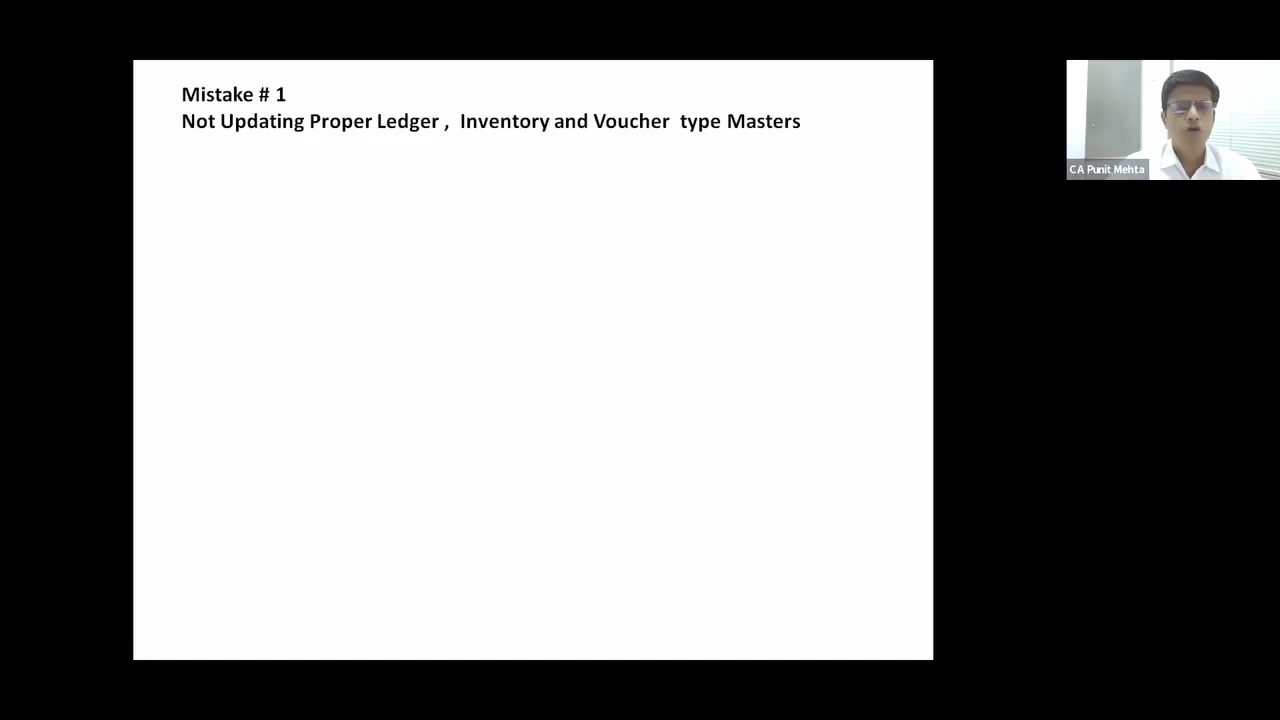 Mistake # 1
Not Updating Proper Ledger , Inventory and Voucher type Masters
CA Punit Mehta